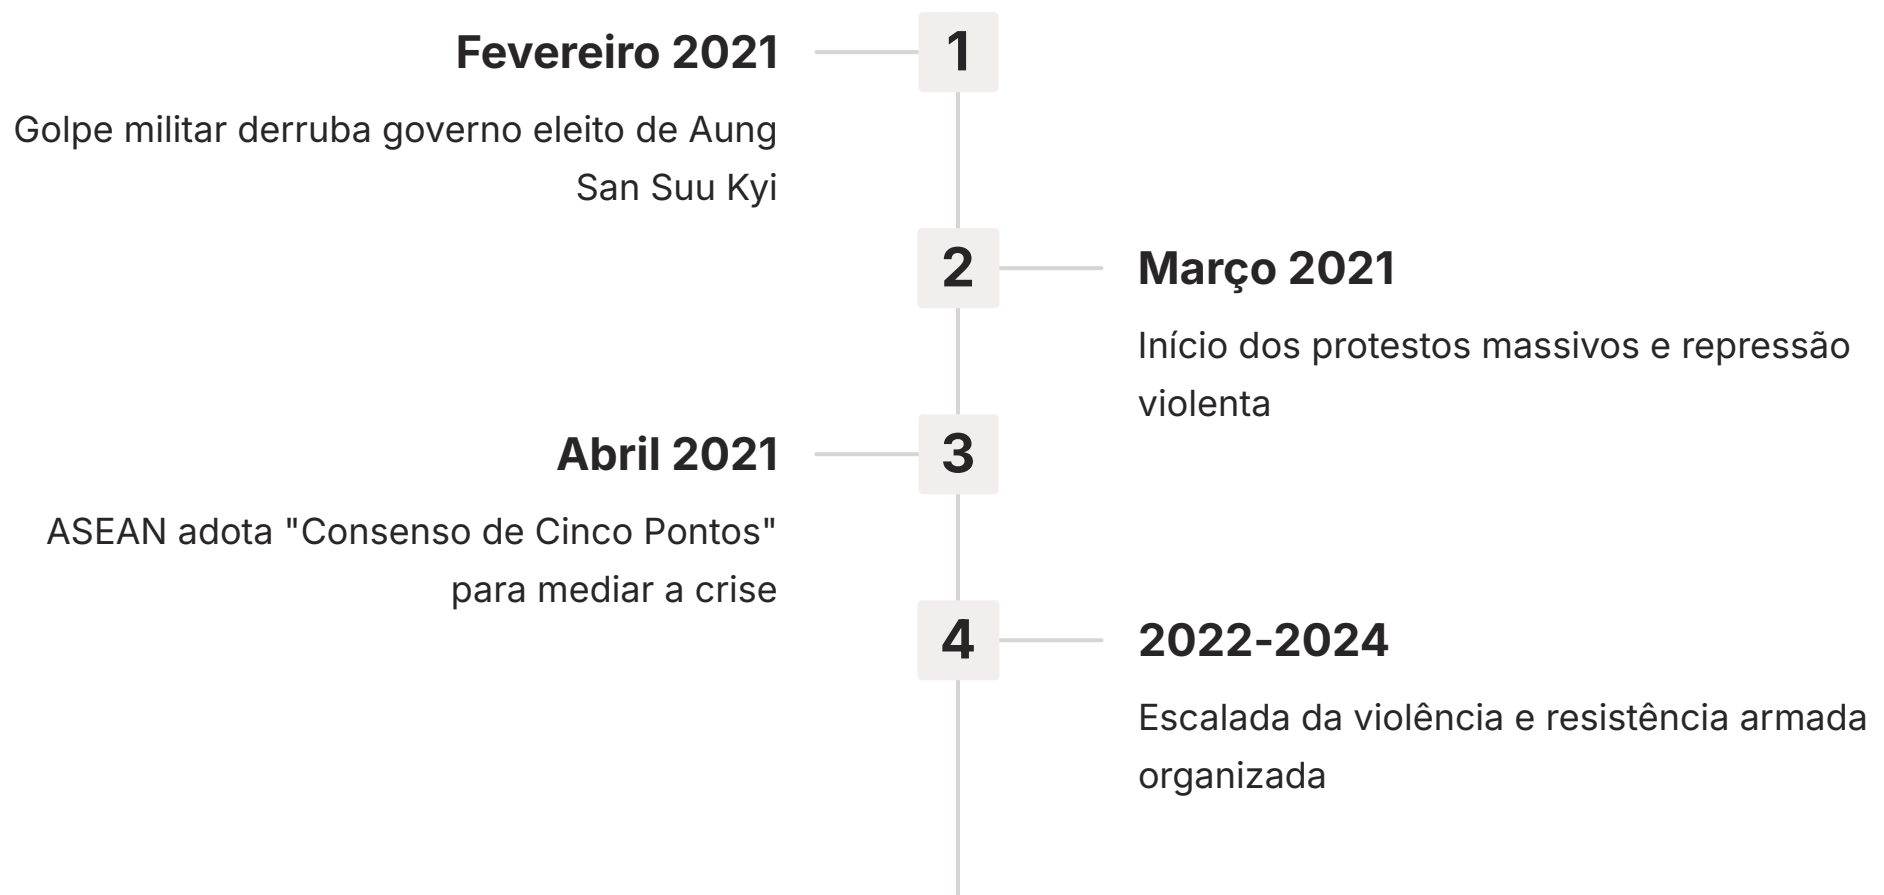 Fevereiro 2021
1
Golpe militar derruba governo eleito de Aung
San Suu Kyi
2
Março 2021
Início dos protestos massivos e repressão
violenta
Abril 2021
3
ASEAN adota "Consenso de Cinco Pontos"
para mediar a crise
4
2022-2024
Escalada da violência e resistência armada
organizada